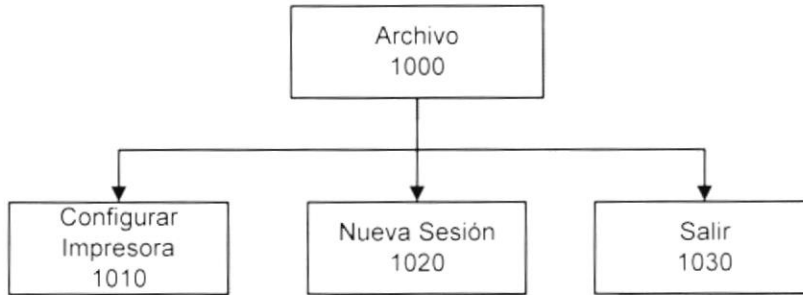 Archivo
1000
Configurar
Impresora
1010
Nueva Sesión
1020
Salir
1030